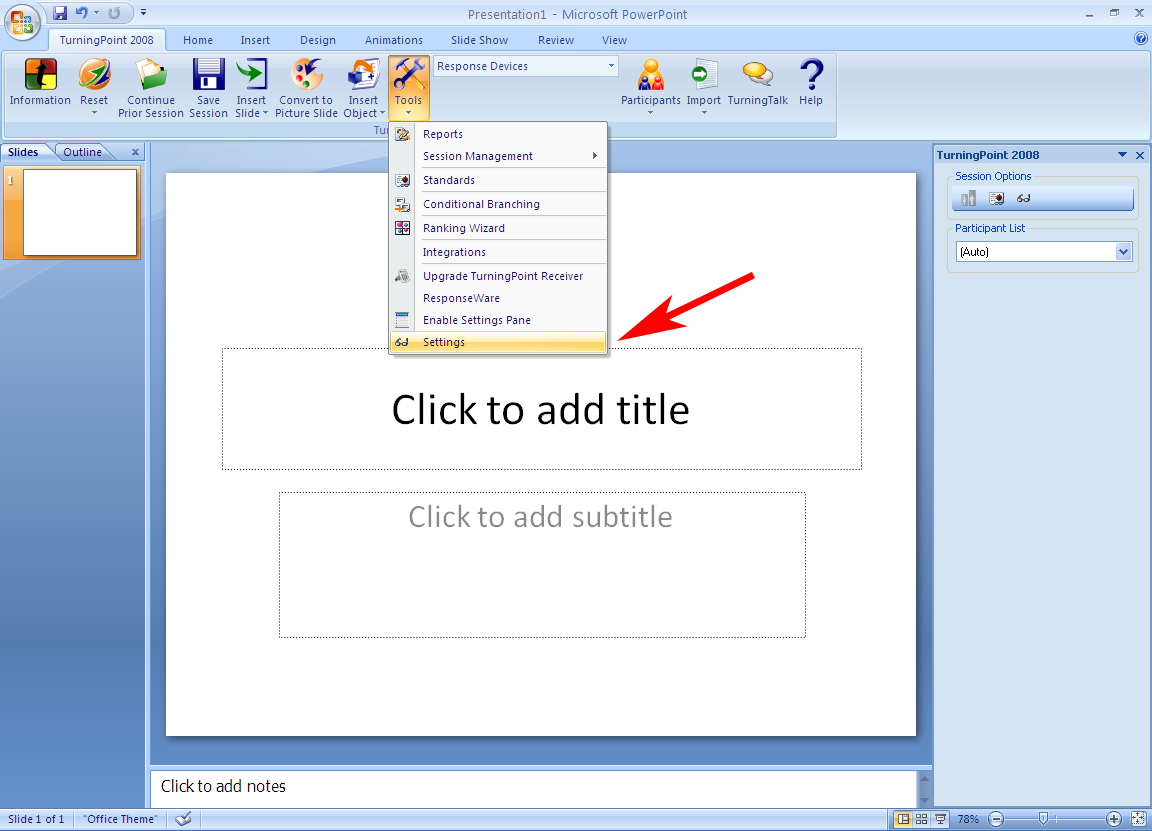 Presentation1 - Microsoft PowerPoint
TurningPoint 2008 Home Insert Design Animations Slide Show Review View
Response Devices
Information Reset Continue Prior Session Save Session Insert Slide Convert to Picture Slide Insert Object Tools Participants Import TurningTalk Help
Slides Outline
1
Reports
Session Management
Standards
Conditional Branching
Ranking Wizard
Integrations
Upgrade TurningPoint Receiver
ResponseWare
Enable Settings Pane
Settings
Click to add title
Click to add subtitle
Click to add notes
TurningPoint 2008
Session Options
Participant List
(Auto)
Slide 1 of 1 "Office Theme" 78%